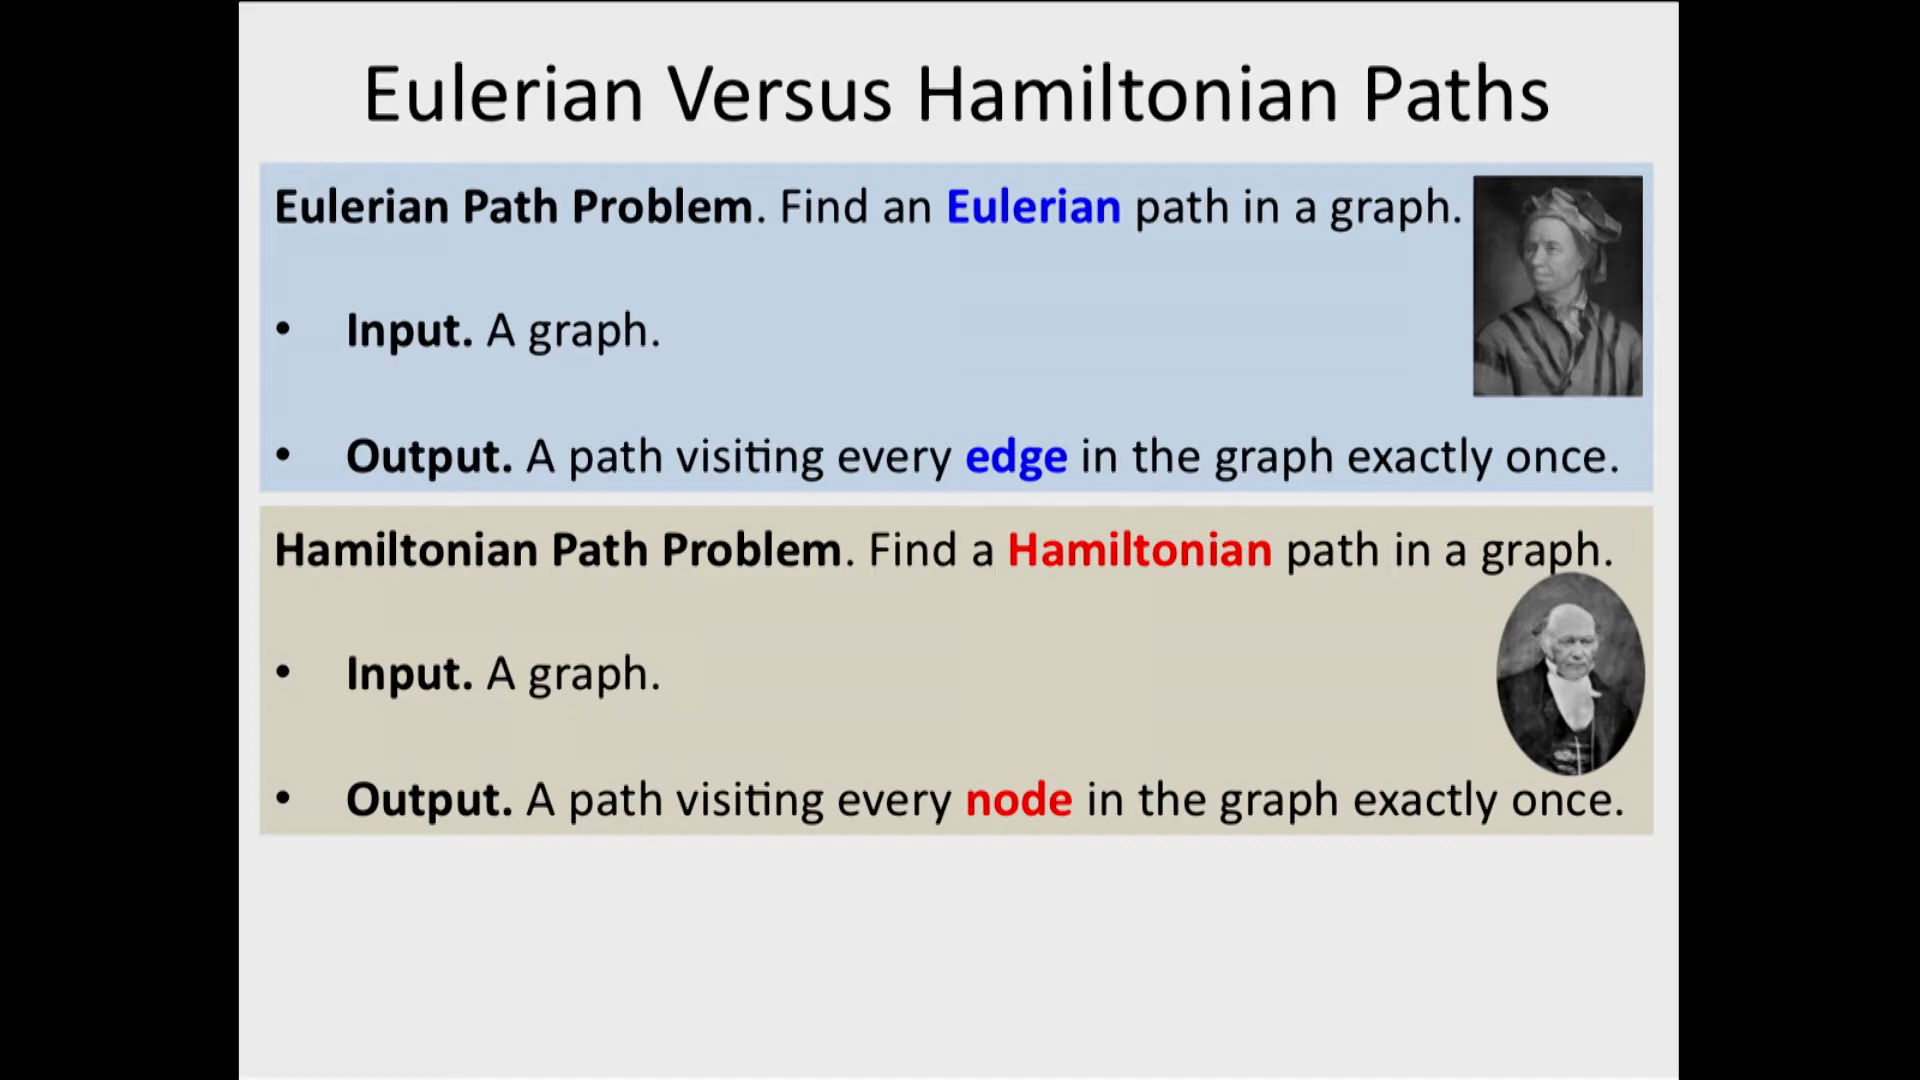 Eulerian Versus Hamiltonian Paths
Eulerian Path Problem. Find an Eulerian path in a graph.
• Input. A graph.
• Output. A path visiting every edge in the graph exactly once.
Hamiltonian Path Problem. Find a Hamiltonian path in a graph.
• Input. A graph.
• Output. A path visiting every node in the graph exactly once.